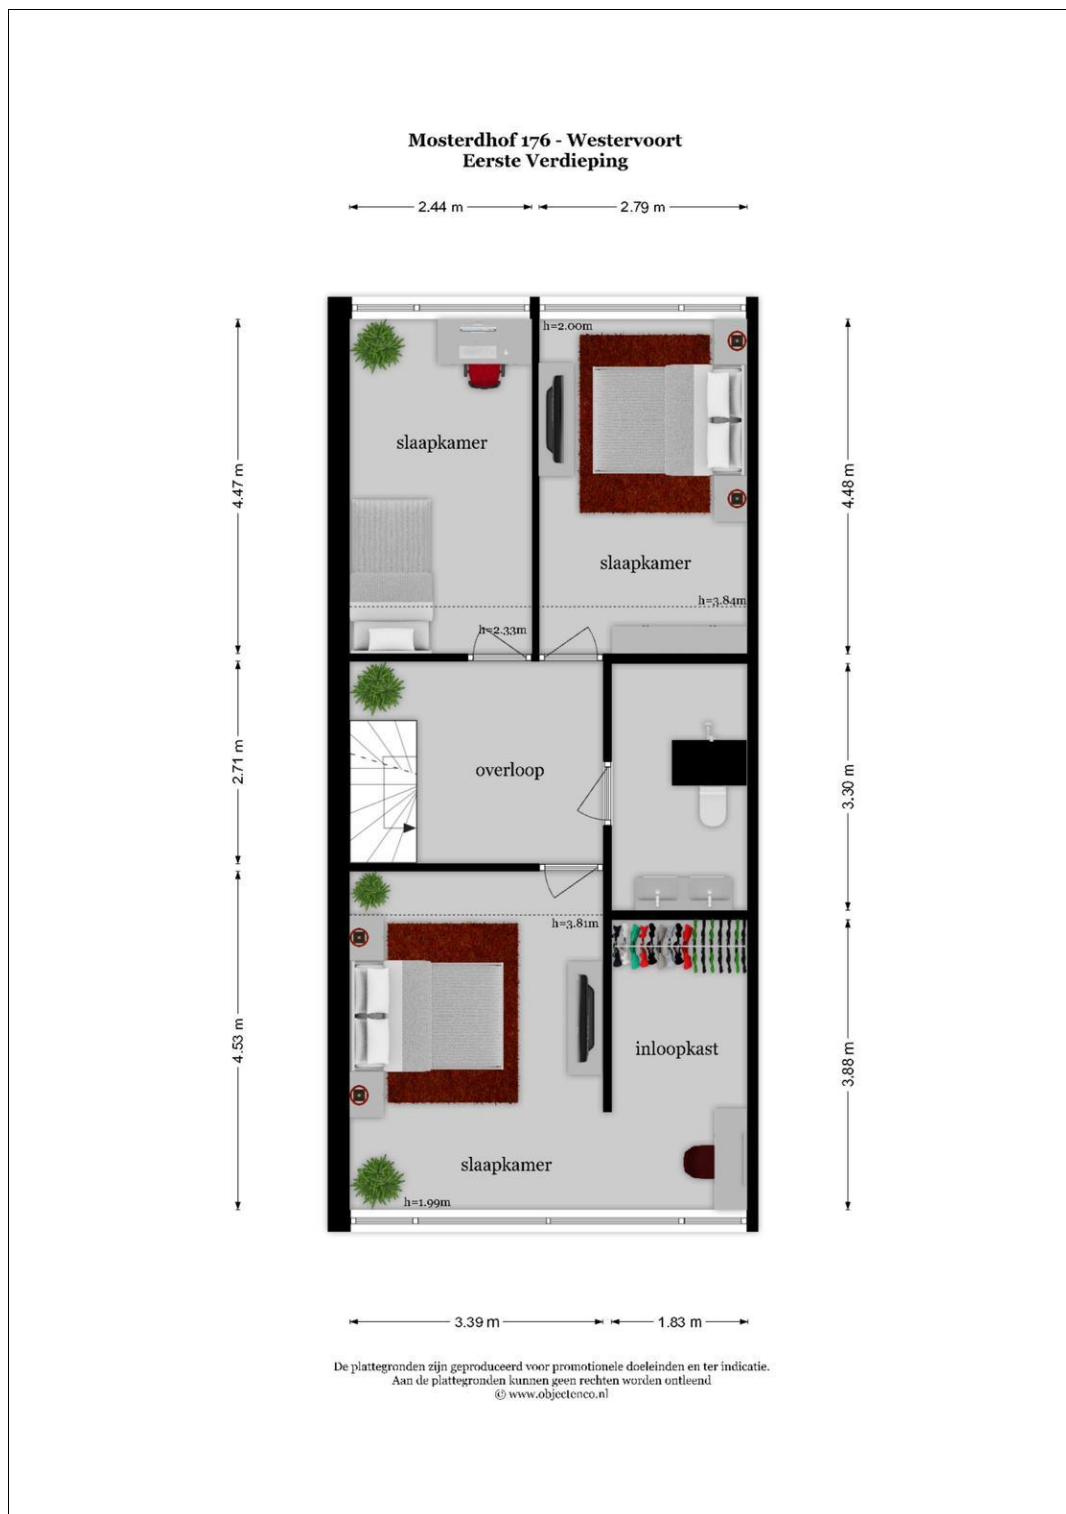 Mosterdhof 176 - Westervoort
Eerste Verdieping
2.44 m
2.79 m
h=2.00m
4.47 m
slaapkamer
4.48 m
slaapkamer
h=3.84m
h=2.33m
2.71 m
overloop
3.30 m
h=3.81m
4.53 m
inloopkast
3.88 m
slaapkamer
h=1.99m
3.39 m
1.83 m
De plattegronden zijn geproduceerd voor promotionele doeleinden en ter indicatie.
Aan de plattegronden kunnen geen rechten worden ontleend
© www.objectenco.nl